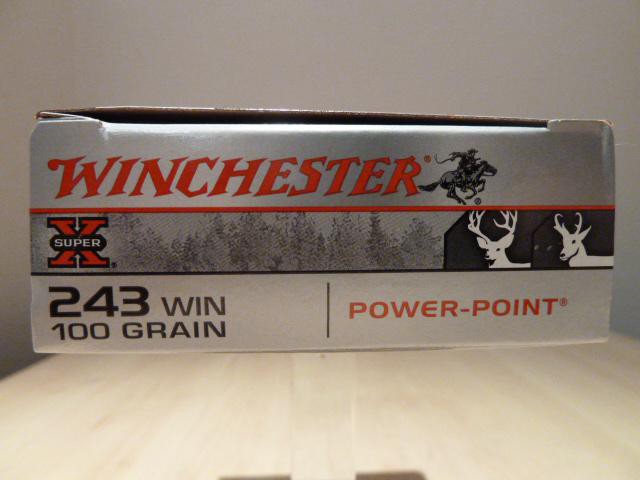 WINCHESTER®
X SUPER®
243 WIN
100 GRAIN
POWER-POINT®